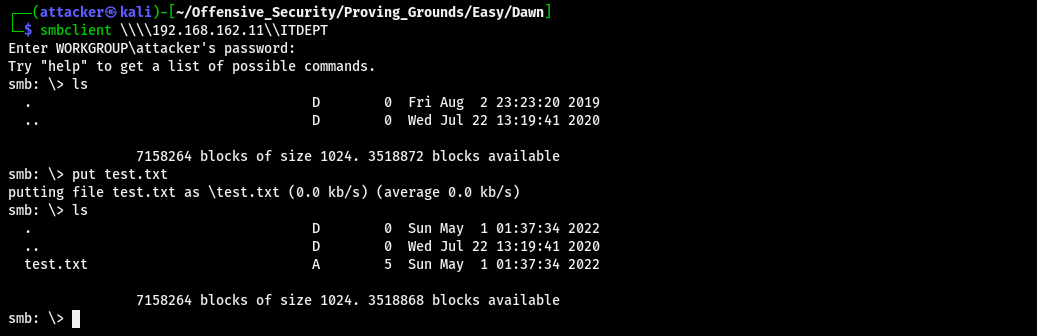 ┌──(attacker㉿kali)-[~/Offensive_Security/Proving_Grounds/Easy/Dawn]
└─$ smbclient \\\\192.168.162.11\\ITDEPT
Enter WORKGROUP\attacker's password:
Try "help" to get a list of possible commands.
smb: \> ls
  .                                   D        0  Fri Aug  2 23:23:20 2019
  ..                                  D        0  Wed Jul 22 13:19:41 2020

                7158264 blocks of size 1024. 3518872 blocks available
smb: \> put test.txt
putting file test.txt as \test.txt (0.0 kb/s) (average 0.0 kb/s)
smb: \> ls
  .                                   D        0  Sun May  1 01:37:34 2022
  ..                                  D        0  Wed Jul 22 13:19:41 2020
  test.txt                            A        5  Sun May  1 01:37:34 2022

                7158264 blocks of size 1024. 3518868 blocks available
smb: \>